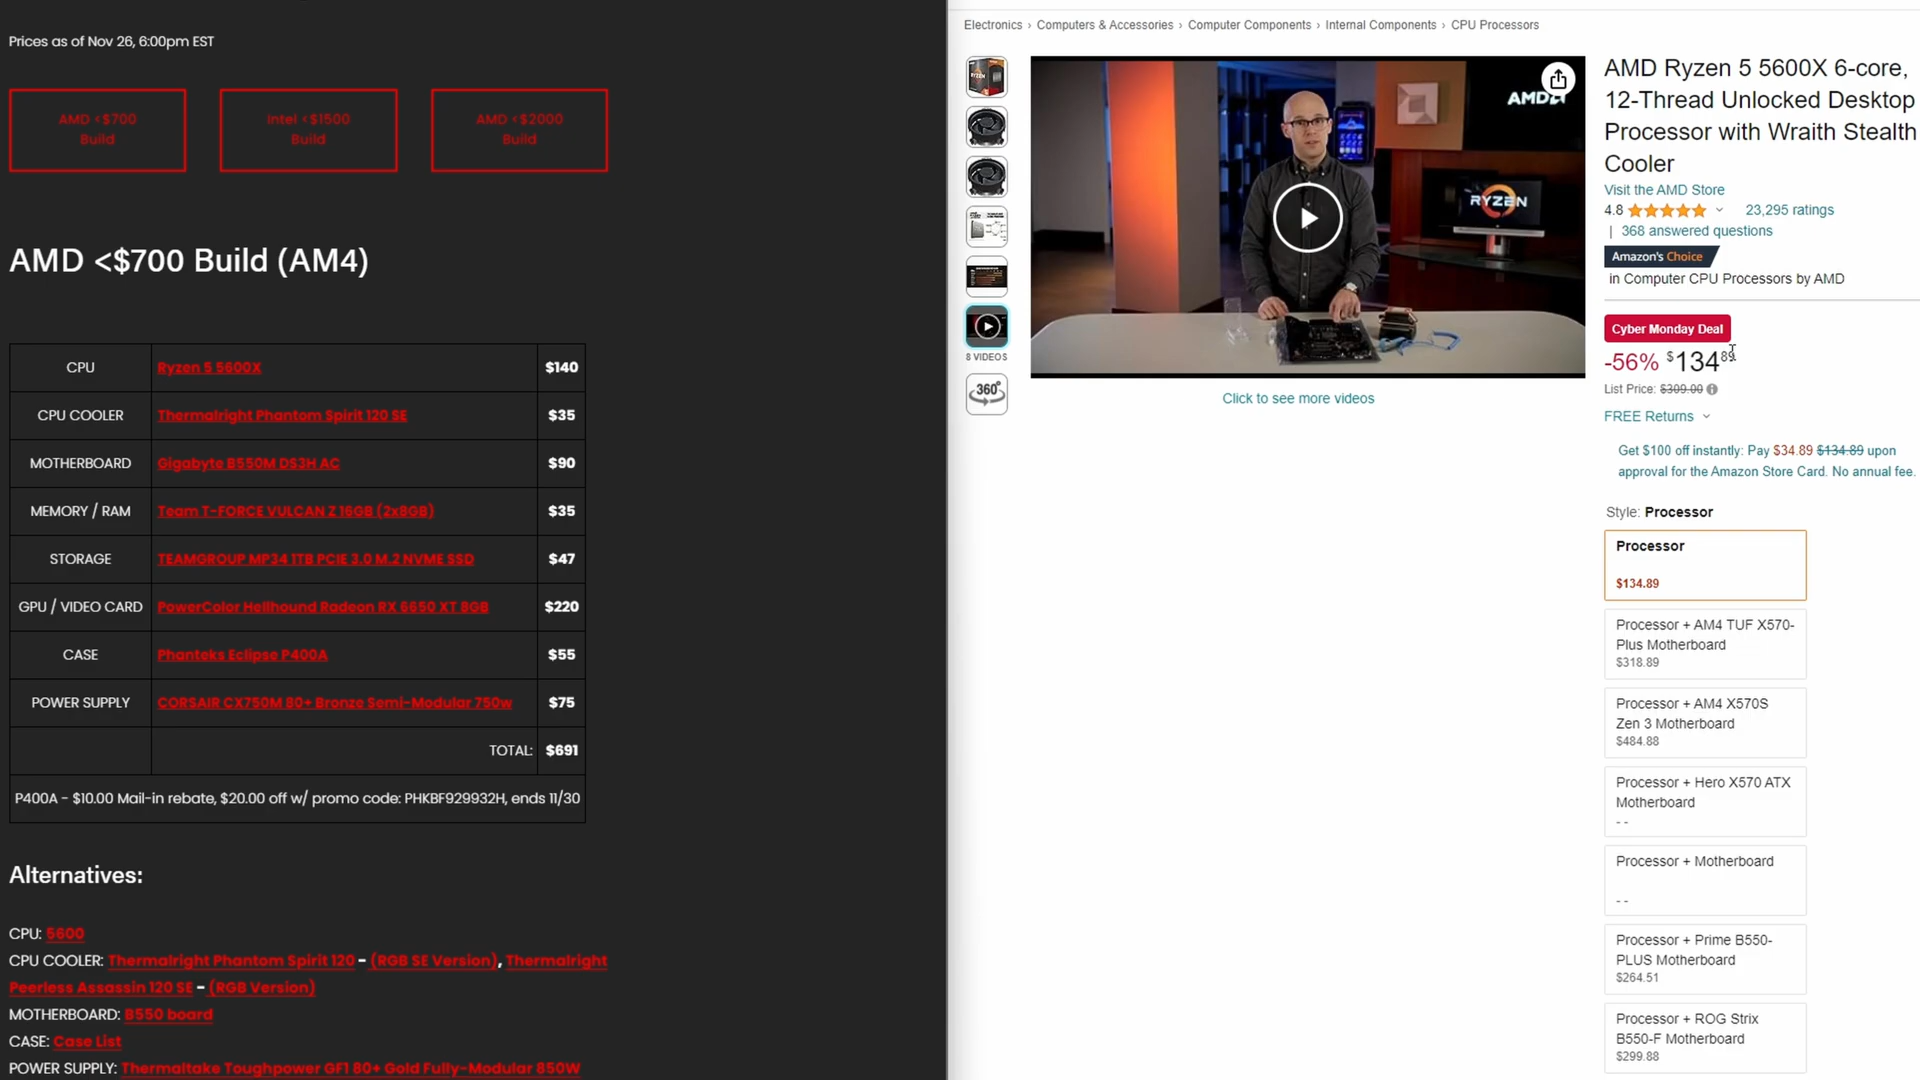 Prices as of Nov 26, 6:00pm EST
AMD <$700
Build
Intel <$1500
Build
AMD <$2000
Build
AMD <$700 Build (AM4)
CPU Ryzen 5 5600X $140
CPU COOLER Thermalright Phantom Spirit 120 SE $35
MOTHERBOARD Gigabyte B550M DS3H AC $90
MEMORY / RAM Team T-FORCE VULCAN Z 16GB (2x8GB) $35
STORAGE TEAMGROUP MP34 1TB PCIE 3.0 M.2 NVME SSD $47
GPU / VIDEO CARD PowerColor Hellhound Radeon RX 6650 XT 8GB $220
CASE Phanteks Eclipse P400A $55
POWER SUPPLY CORSAIR CX750M 80+ Bronze Semi-Modular 750w $75
TOTAL: $691
P400A - $10.00 Mail-in rebate, $20.00 off w/ promo code: PHKBF929932H, ends 11/30
Alternatives:
CPU: 5600
CPU COOLER: Thermalright Phantom Spirit 120 - (RGB SE Version), Thermalright
Peerless Assassin 120 SE - (RGB Version)
MOTHERBOARD: B550 board
CASE: Case List
POWER SUPPLY: Thermaltake Toughpower GF1 80+ Gold Fully-Modular 850W
Electronics › Computers & Accessories › Computer Components › Internal Components › CPU Processors
RYZEN
8 VIDEOS
360°
AMD
RYZEN
Click to see more videos
AMD Ryzen 5 5600X 6-core,
12-Thread Unlocked Desktop
Processor with Wraith Stealth
Cooler
Visit the AMD Store
4.8 23,295 ratings
| 368 answered questions
Amazon's Choice
in Computer CPU Processors by AMD
Cyber Monday Deal
-56% $134.89
List Price: $309.00
FREE Returns
Get $100 off instantly: Pay $34.89 $134.89 upon
approval for the Amazon Store Card. No annual fee.
Style: Processor
Processor
$134.89
Processor + AM4 TUF X570-
Plus Motherboard
$318.89
Processor + AM4 X570S
Zen 3 Motherboard
$484.88
Processor + Hero X570 ATX
Motherboard
- -
Processor + Motherboard
- -
Processor + Prime B550-
PLUS Motherboard
$264.51
Processor + ROG Strix
B550-F Motherboard
$299.88